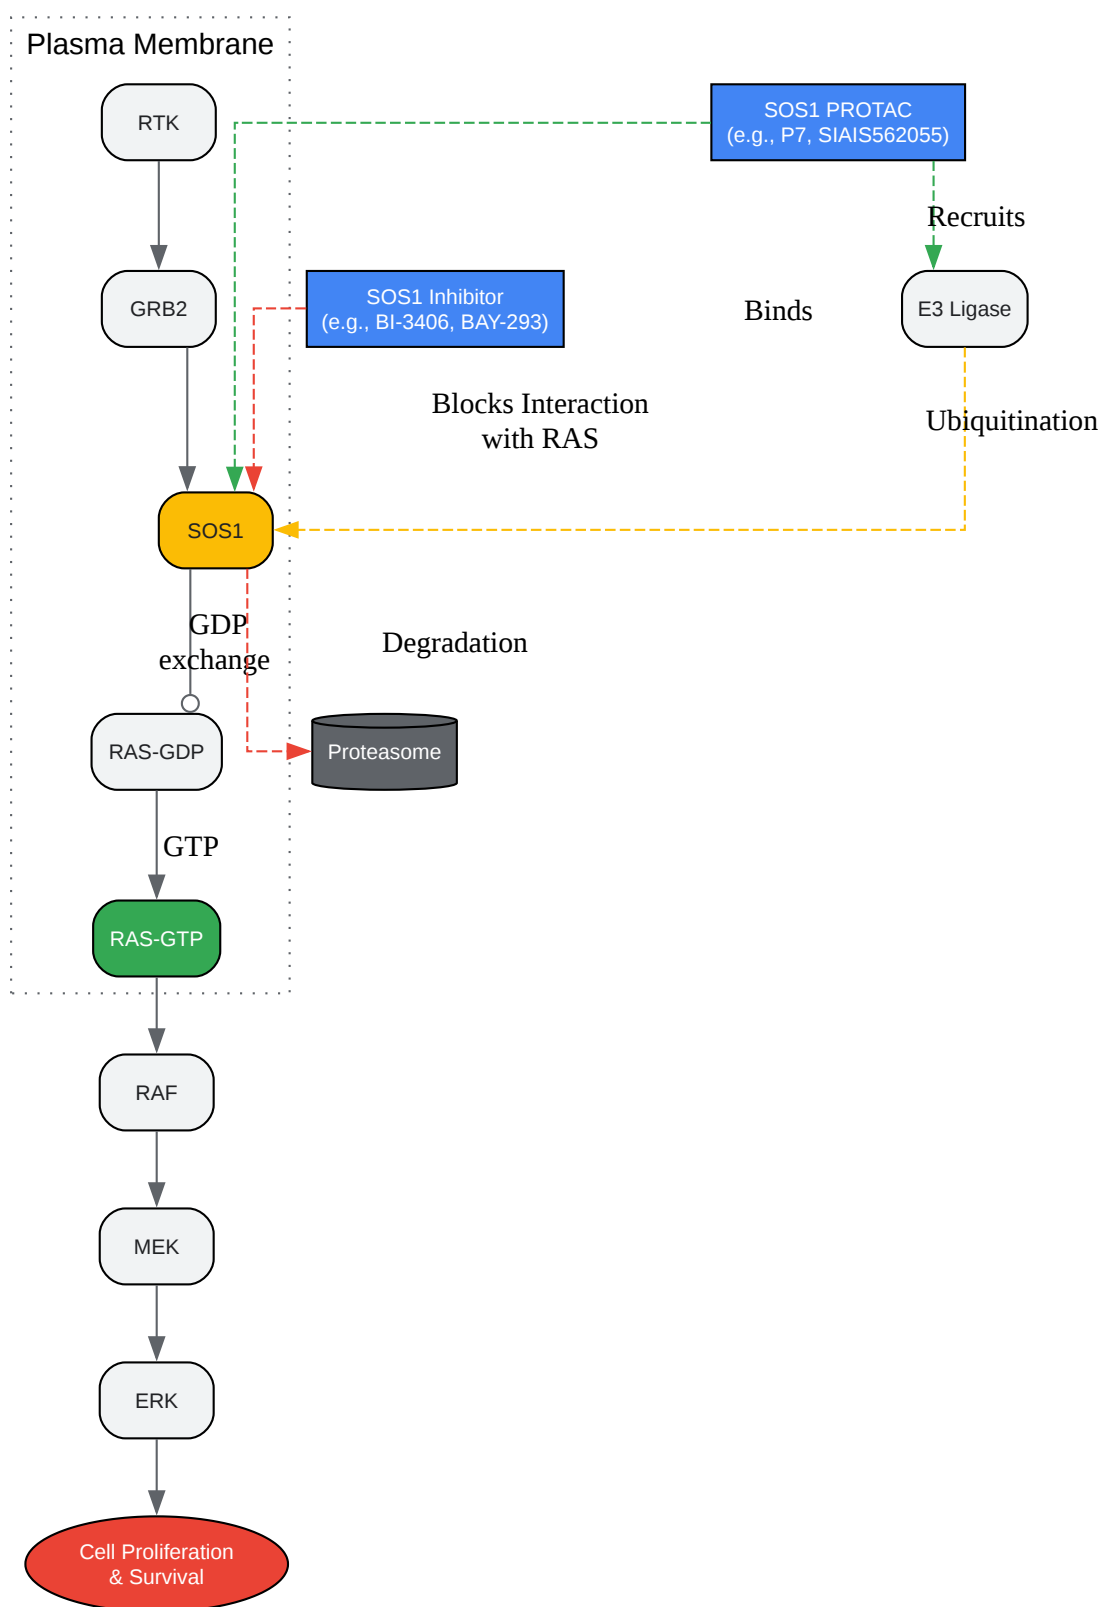 Plasma Membrane
RTK
SOS1 PROTAC
(e.g., P7, SIAIS562055)
Recruits
GRB2
SOS1 Inhibitor
(e.g., BI-3406, BAY-293)
Binds
E3 Ligase
Blocks Interaction
with RAS
Ubiquitination
SOS1
GDP
exchange
Degradation
RAS-GDP
Proteasome
GTP
RAS-GTP
RAF
MEK
ERK
Cell Proliferation
& Survival